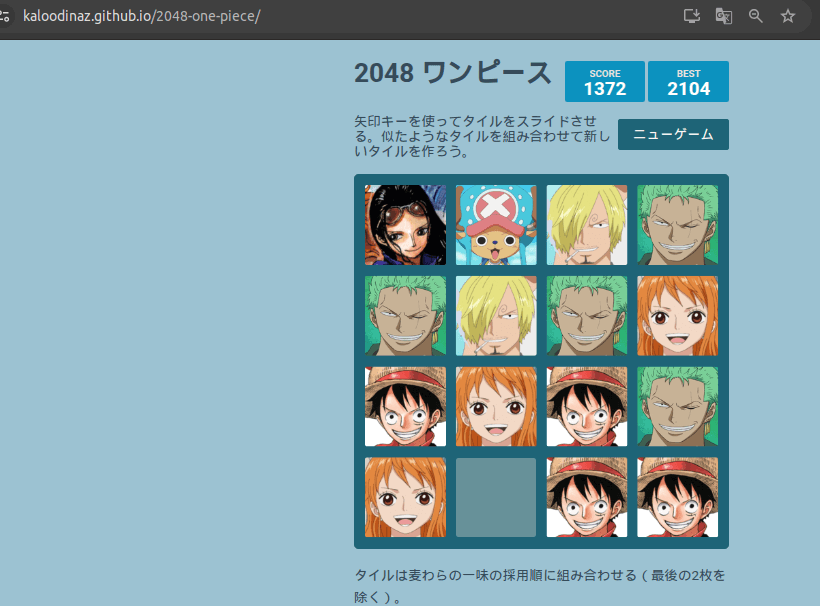 kaloodinaz.github.io/2048-one-piece/
2048 ワンピース
SCORE
1372
BEST
2104
矢印キーを使ってタイルをスライドさせ
る。似たようなタイルを組み合わせて新し
いタイルを作ろう。
ニューゲーム
タイルは麦わらの一味の採用順に組み合わせる（最後の2枚を
除く）。